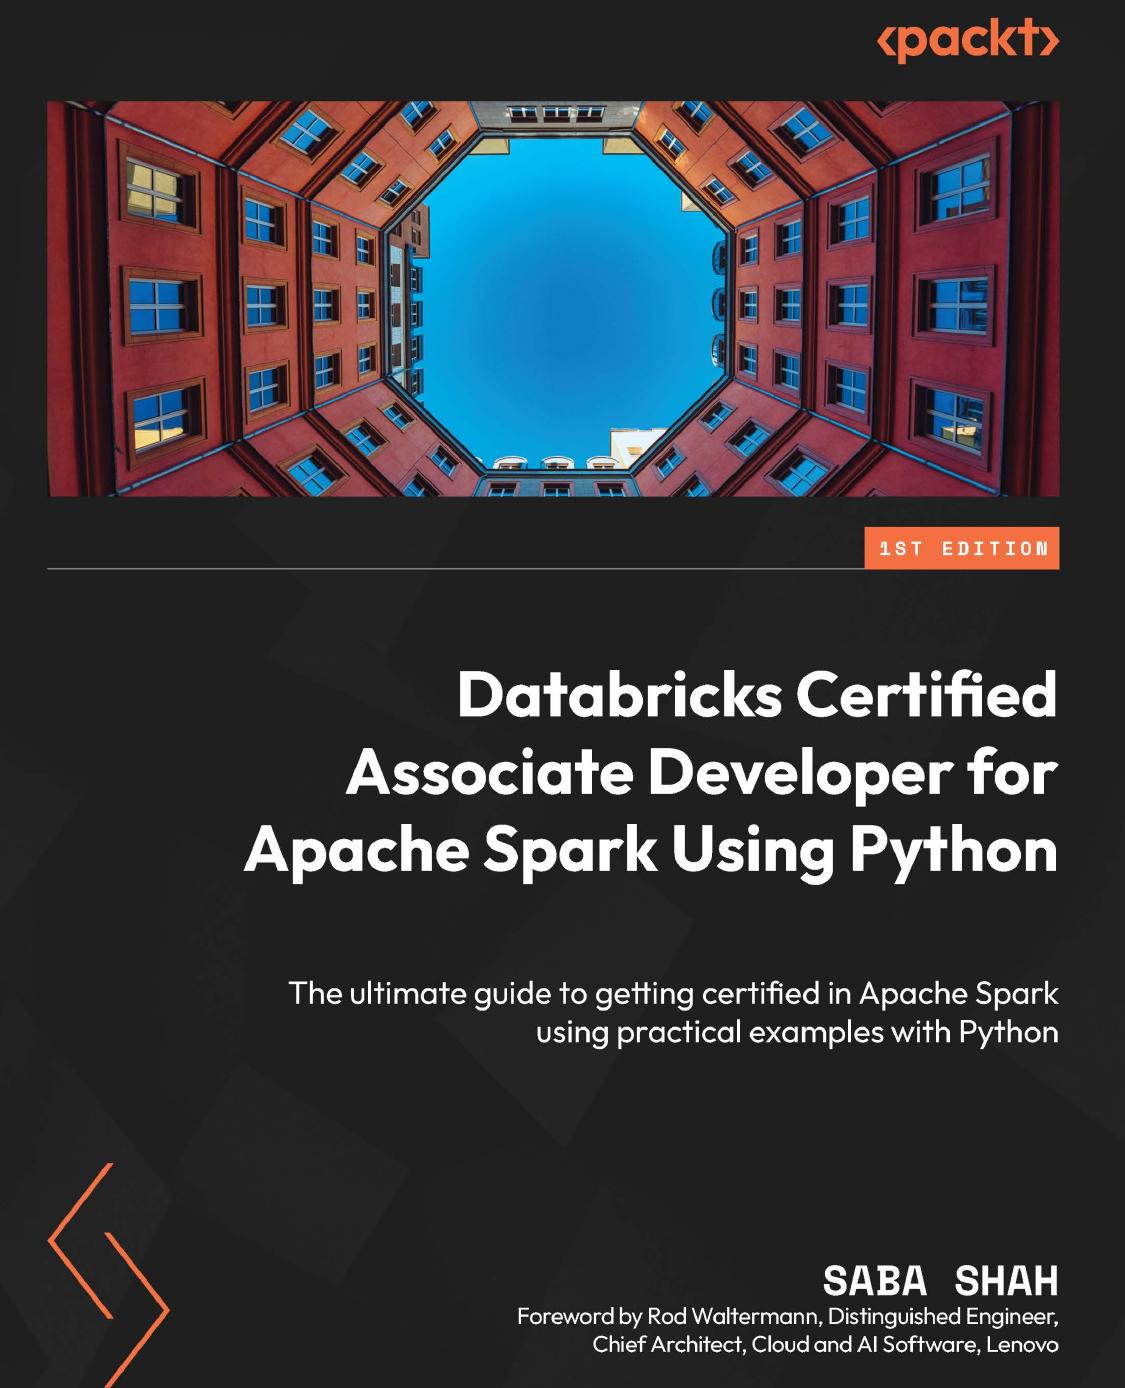 <packt>
1ST EDITION
Databricks Certified
Associate Developer for
Apache Spark Using Python
The ultimate guide to getting certified in Apache Spark
using practical examples with Python
SABA SHAH
Foreword by Rod Waltermann, Distinguished Engineer,
Chief Architect, Cloud and AI Software, Lenovo